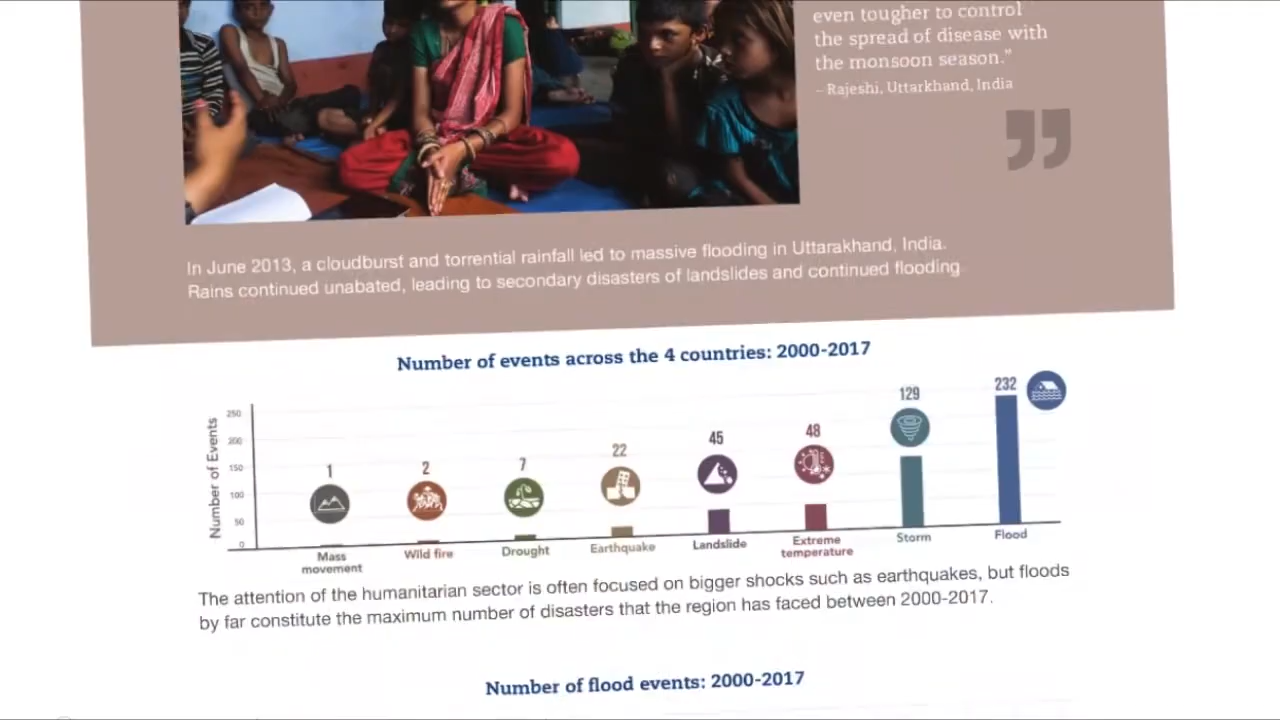 even tougher to control
the spread of disease with
the monsoon season.”
– Rajeshi, Uttarkhand, India
”
In June 2013, a cloudburst and torrential rainfall led to massive flooding in Uttarakhand, India.
Rains continued unabated, leading to secondary disasters of landslides and continued flooding
Number of events across the 4 countries: 2000-2017
Number of Events
250
200
150
100
50
0
1
2
7
22
45
48
129
232
Mass
movement
Wild fire
Drought
Earthquake
Landslide
Extreme
temperature
Storm
Flood
The attention of the humanitarian sector is often focused on bigger shocks such as earthquakes, but floods
by far constitute the maximum number of disasters that the region has faced between 2000-2017.
Number of flood events: 2000-2017